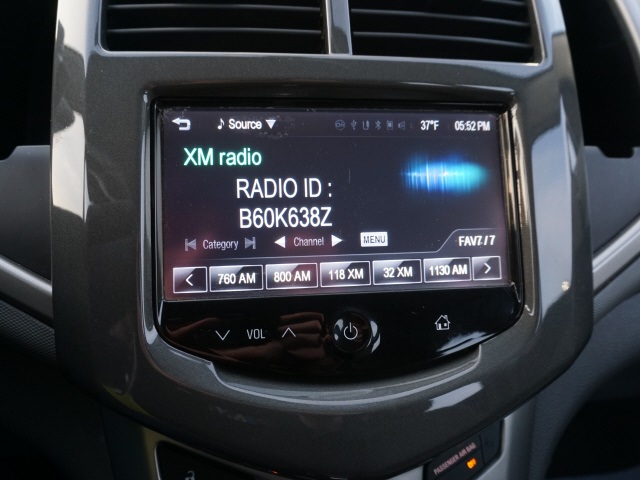 Source 37°F 05:52 PM
XM radio
RADIO ID :
B60K638Z
Category Channel MENU FAV7/7
760 AM 800 AM 118 XM 32 XM 1130 AM
VOL
PASSENGER AIR BAG